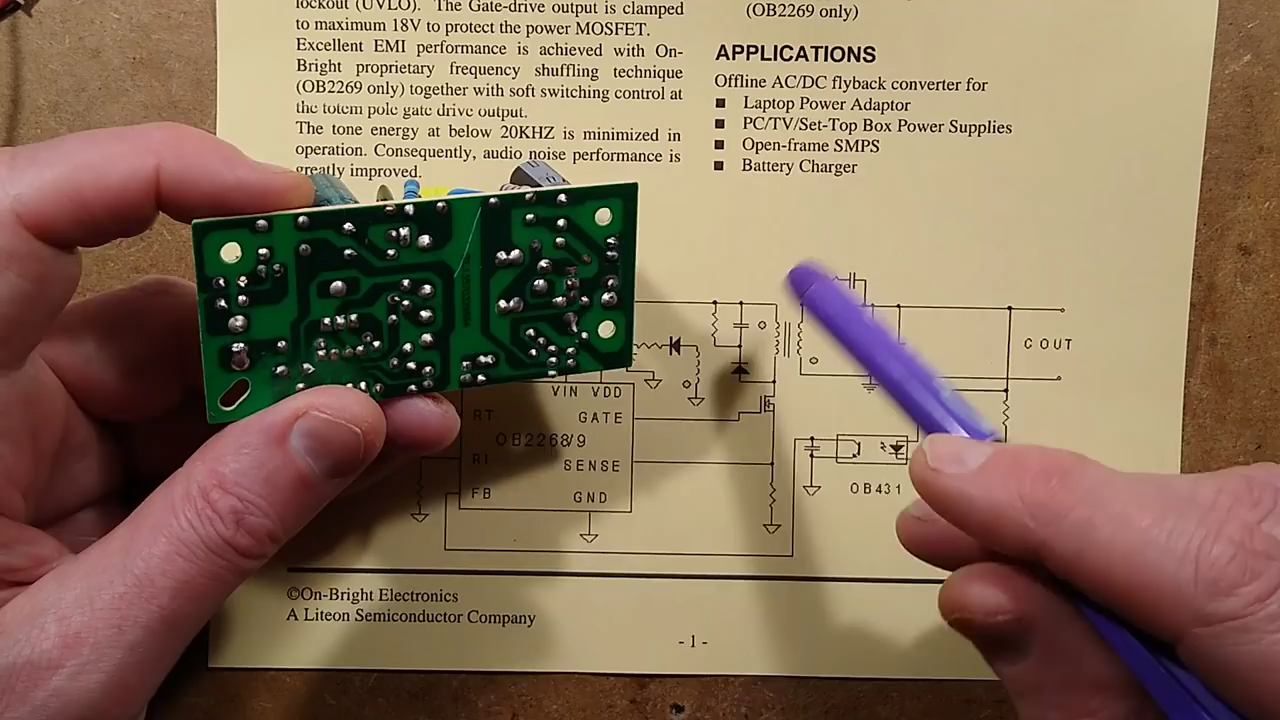 lockout (UVLO). The Gate-drive output is clamped
to maximum 18V to protect the power MOSFET.
Excellent EMI performance is achieved with On-
Bright proprietary frequency shuffling technique
(OB2269 only) together with soft switching control at
the totem pole gate drive output.
The tone energy at below 20KHZ is minimized in
operation. Consequently, audio noise performance is
greatly improved.
(OB2269 only)
APPLICATIONS
Offline AC/DC flyback converter for
■ Laptop Power Adaptor
■ PC/TV/Set-Top Box Power Supplies
■ Open-frame SMPS
■ Battery Charger
COUT
VIN VDD
RT
GATE
OB2268/9
RI
SENSE
FB
GND
OB431
©On-Bright Electronics
A Liteon Semiconductor Company
- 1 -